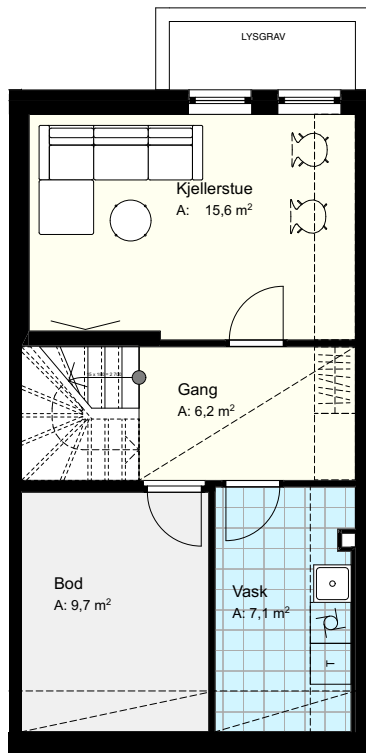 LYSGRAV
Kjellerstue
A: 15,6 m²
Gang
A: 6,2 m²
Bod
A: 9,7 m²
Vask
A: 7,1 m²
T